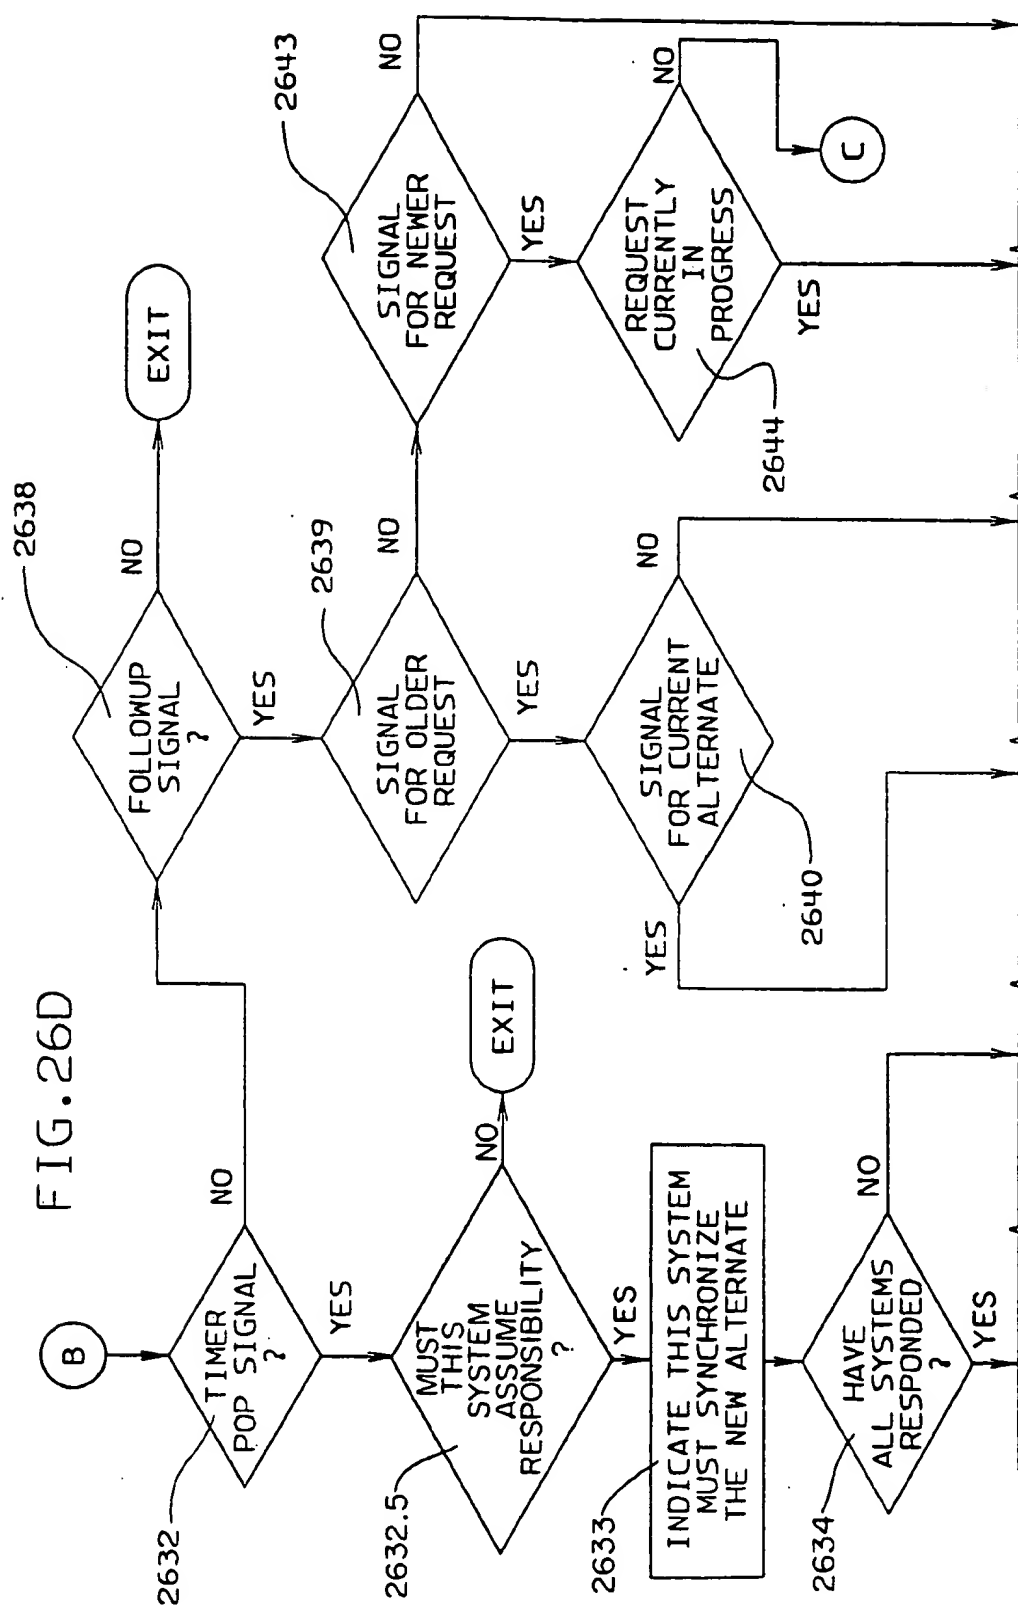 FIG.26D
B
2632
TIMER
POP SIGNAL
?
NO
YES
2632.5
MUST
THIS
SYSTEM
ASSUME
RESPONSIBILITY
?
NO
EXIT
YES
2633
INDICATE THIS SYSTEM
MUST SYNCHRONIZE
THE NEW ALTERNATE
2634
HAVE
ALL SYSTEMS
RESPONDED
?
NO
YES
2638
FOLLOWUP
SIGNAL
?
NO
EXIT
YES
2639
SIGNAL
FOR OLDER
REQUEST
NO
YES
2640
SIGNAL
FOR CURRENT
ALTERNATE
YES
NO
2643
SIGNAL
FOR NEWER
REQUEST
NO
YES
2644
REQUEST
CURRENTLY
IN
PROGRESS
NO
C
YES